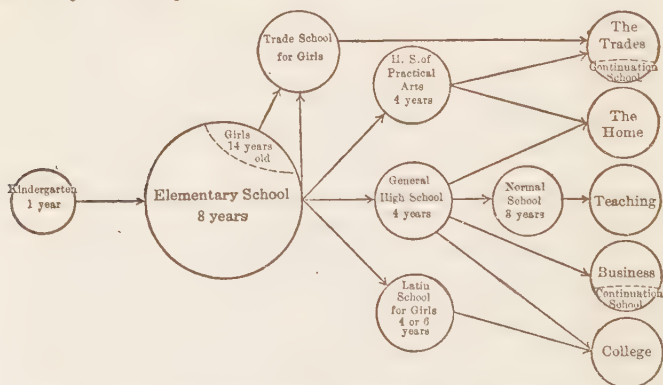 Kindergarten
1 year
Girls
14 years
old
Elementary School
8 years
Trade School
for Girls
H. S. of
Practical
Arts
4 years
General
High School
4 years
Latin
School
for Girls
4 or 6
years
Normal
School
3 years
The
Trades
Continuation
School
The
Home
Teaching
Business
Continuation
School
College